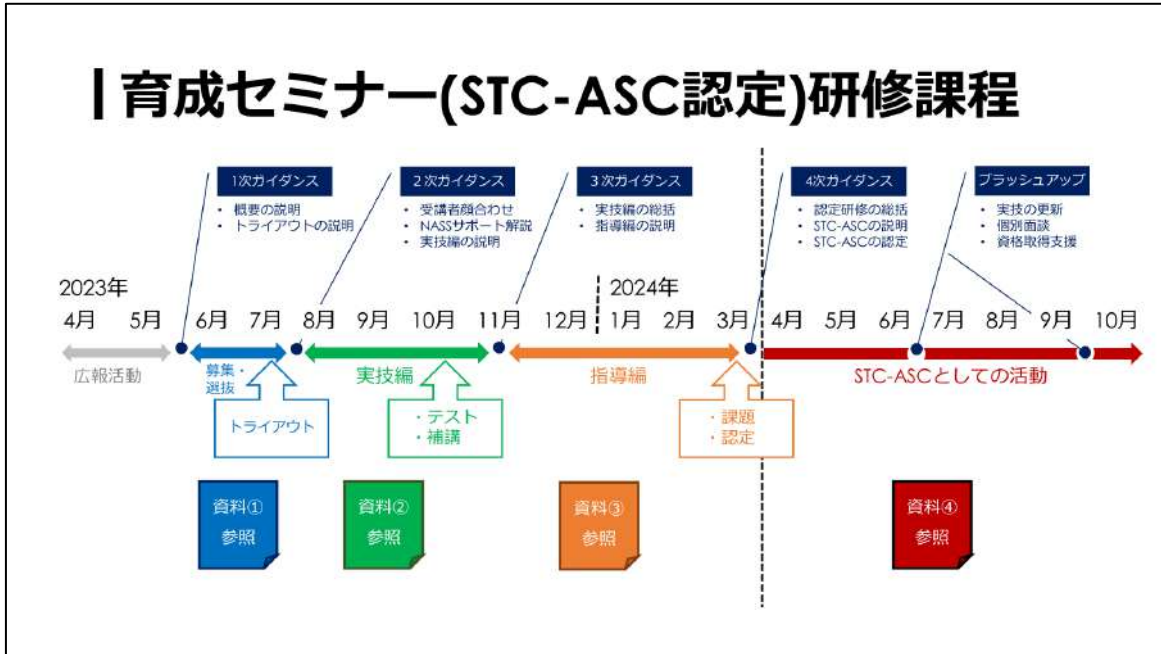 育成セミナー(STC-ASC認定)研修課程
1次ガイダンス
・ 概要の説明
・ トライアウトの説明
2次ガイダンス
・ 受講者顔合わせ
・ NASSサポート解説
・ 実技編の説明
3次ガイダンス
・ 実技編の総括
・ 指導編の説明
4次ガイダンス
・ 認定研修の総括
・ STC-ASCの説明
・ STC-ASCの認定
ブラッシュアップ
・ 実技の更新
・ 個別面談
・ 資格取得支援
2023年
2024年
4月 5月 6月 7月 8月 9月 10月 11月 12月 1月 2月 3月 4月 5月 6月 7月 8月 9月 10月
広報活動
募集・
選抜
実技編
指導編
STC-ASCとしての活動
トライアウト
・テスト
・補講
・課題
・認定
資料①
参照
資料②
参照
資料③
参照
資料④
参照